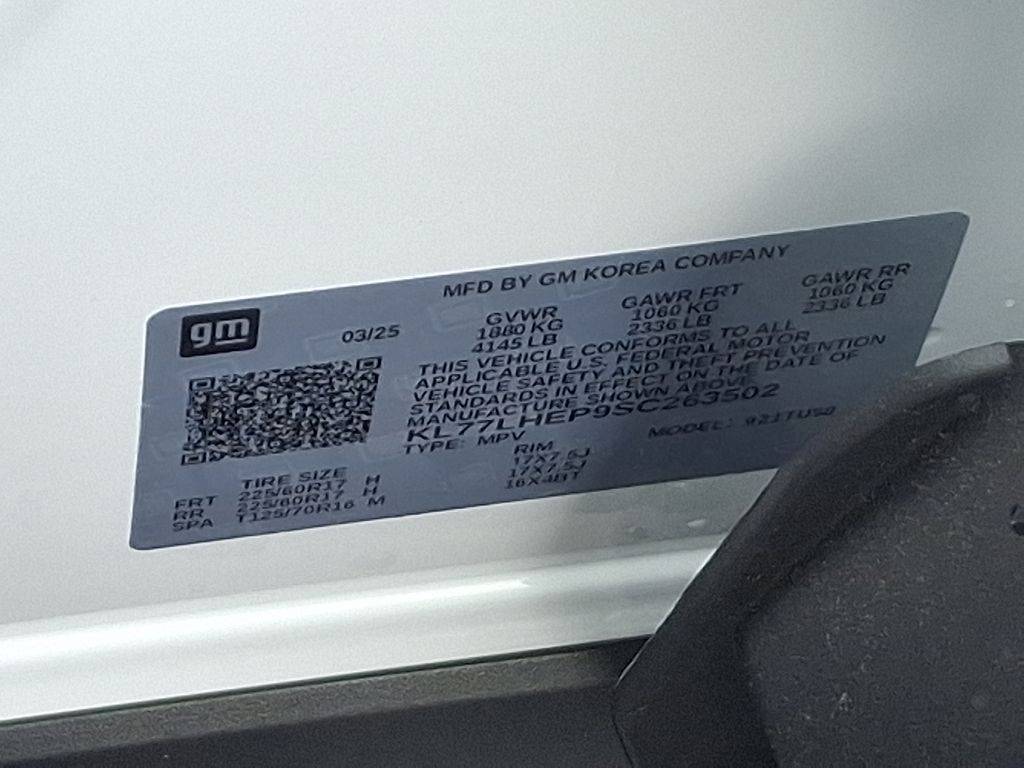 MFD BY GM KOREA COMPANY
gm
03/25
GVWR GAWR FRT GAWR RR
1880 KG 1060 KG 1060 KG
4145 LB 2336 LB 2336 LB
THIS VEHICLE CONFORMS TO ALL
APPLICABLE U.S. FEDERAL MOTOR
VEHICLE SAFETY AND THEFT PREVENTION
STANDARDS IN EFFECT ON THE DATE OF
MANUFACTURE SHOWN ABOVE
KL77LHEP9SC263502
TYPE: MPV MODEL:
TIRE SIZE RIM
FRT 225/60R17 H 17X7.5J
RR 225/60R17 H 17X7.5J
SPA T125/70R16 M 16X4BT